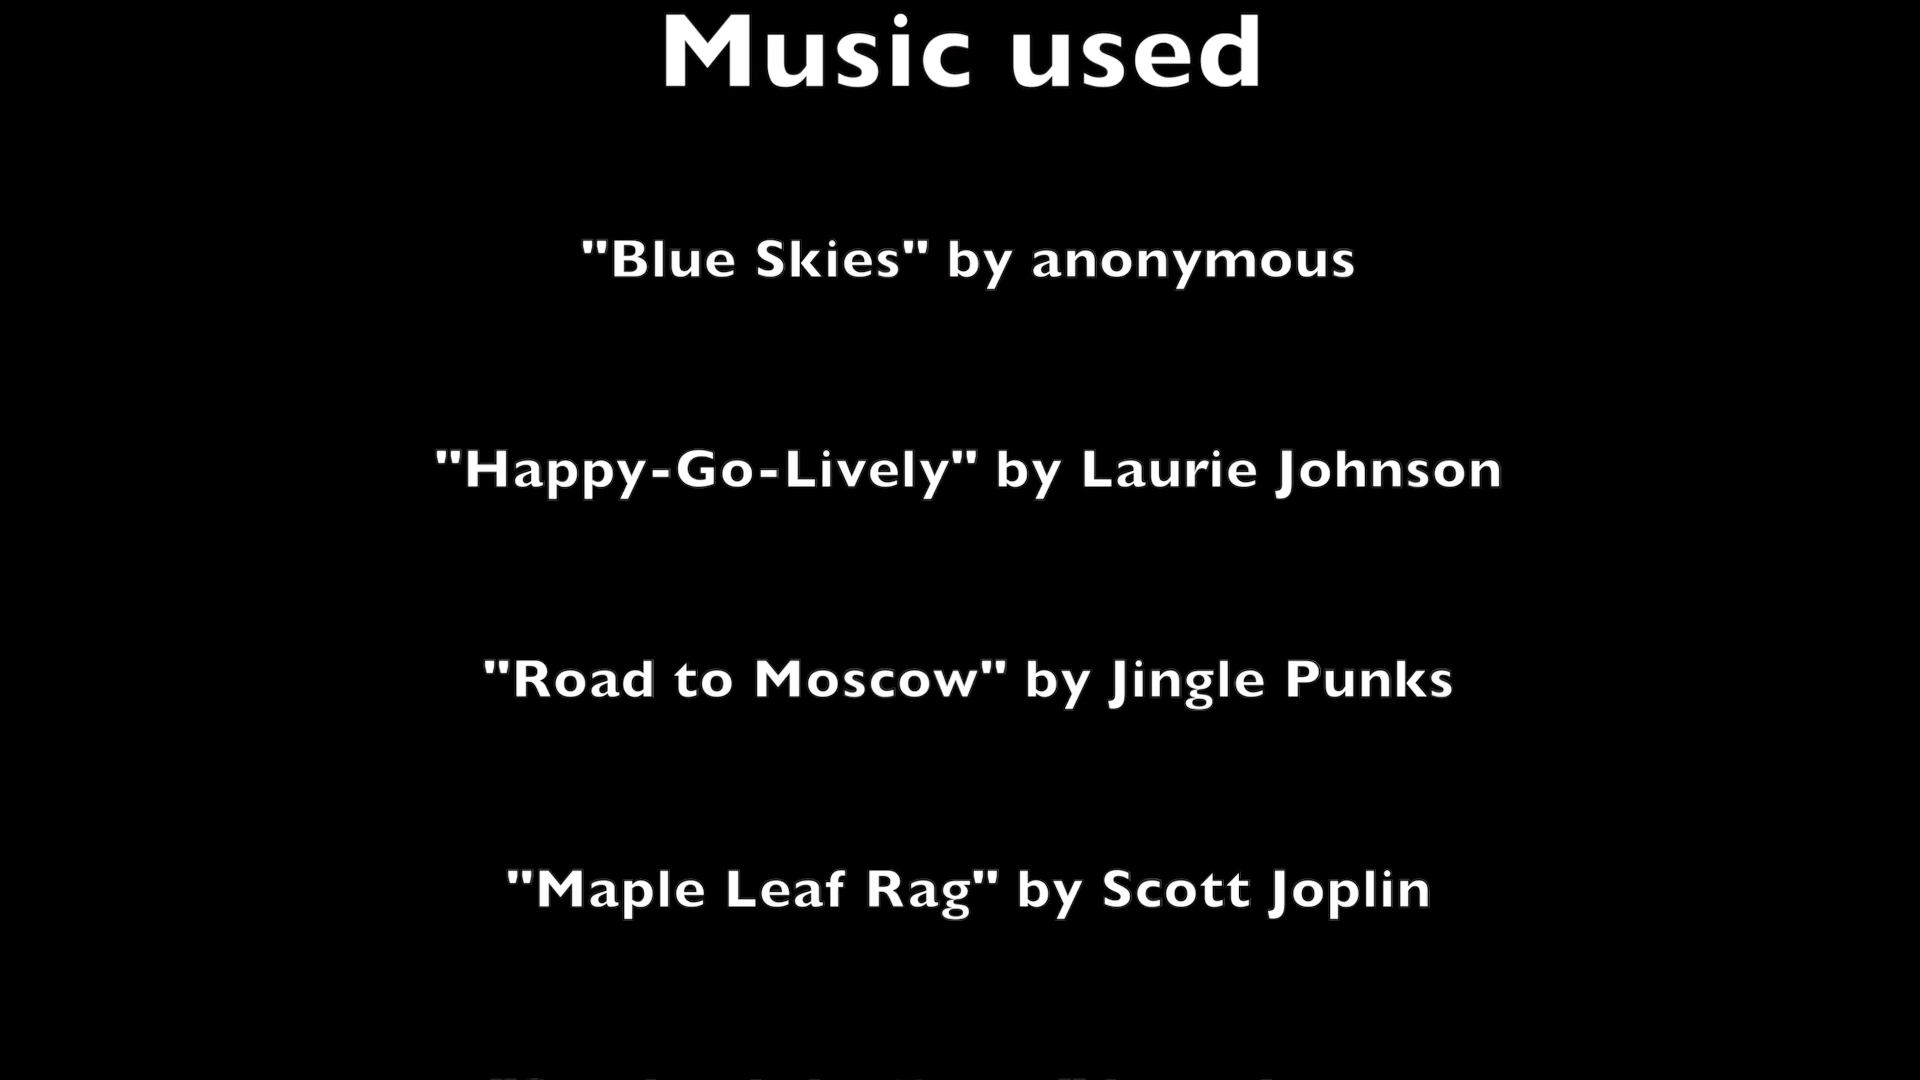 Music used
"Blue Skies" by anonymous
"Happy-Go-Lively" by Laurie Johnson
"Road to Moscow" by Jingle Punks
"Maple Leaf Rag" by Scott Joplin